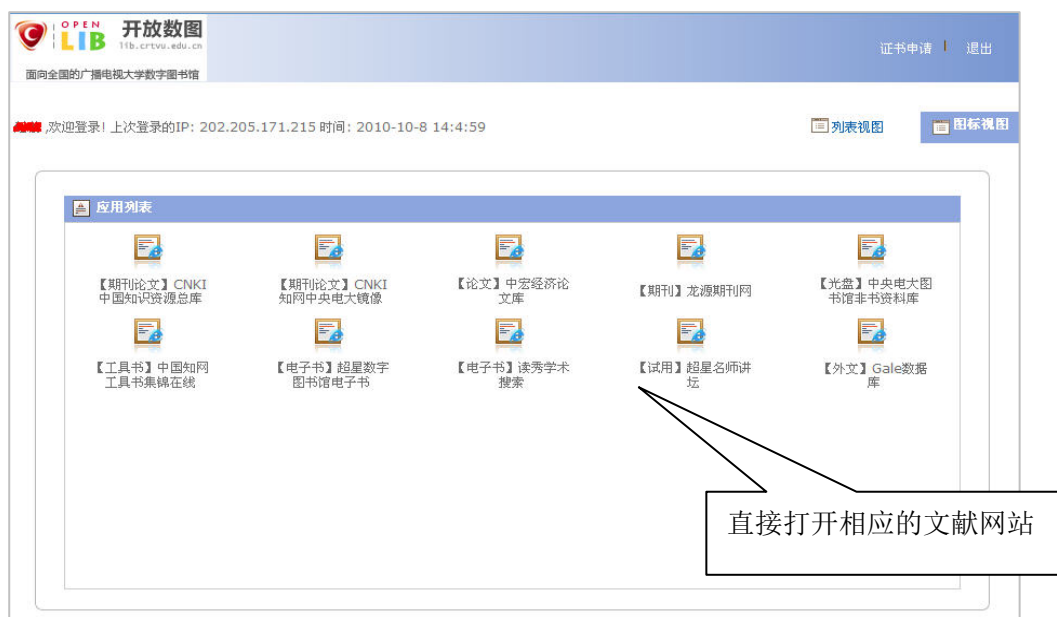 OPEN
LIB 开放数图
lib.crtvu.edu.cn
面向全国的广播电视大学数字图书馆
证书申请 退出
,欢迎登录! 上次登录的IP: 202.205.171.215 时间: 2010-10-8 14:4:59
列表视图 图标视图
应用列表
【期刊论文】CNKI
中国知识资源总库
【期刊论文】CNKI
知网中央电大镜像
【论文】中宏经济论
文库
【期刊】龙源期刊网
【光盘】中央电大图
书馆非书资料库
【工具书】中国知网
工具书集锦在线
【电子书】超星数字
图书馆电子书
【电子书】读秀学术
搜索
【试用】超星名师讲
坛
【外文】Gale数据
库
直接打开相应的文献网站